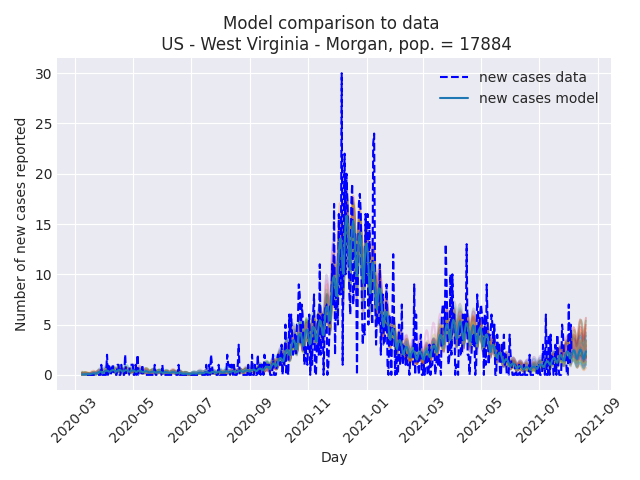 Model comparison to data
US - West Virginia - Morgan, pop. = 17884
new cases data
new cases model
Number of new cases reported
30
25
20
15
10
5
0
2020-03
2020-05
2020-07
2020-09
2020-11
2021-01
2021-03
2021-05
2021-07
2021-09
Day